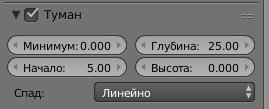 Туман
Минимум: 0.000 Глубина: 25.00
Начало: 5.00 Высота: 0.000
Спад: Линейно